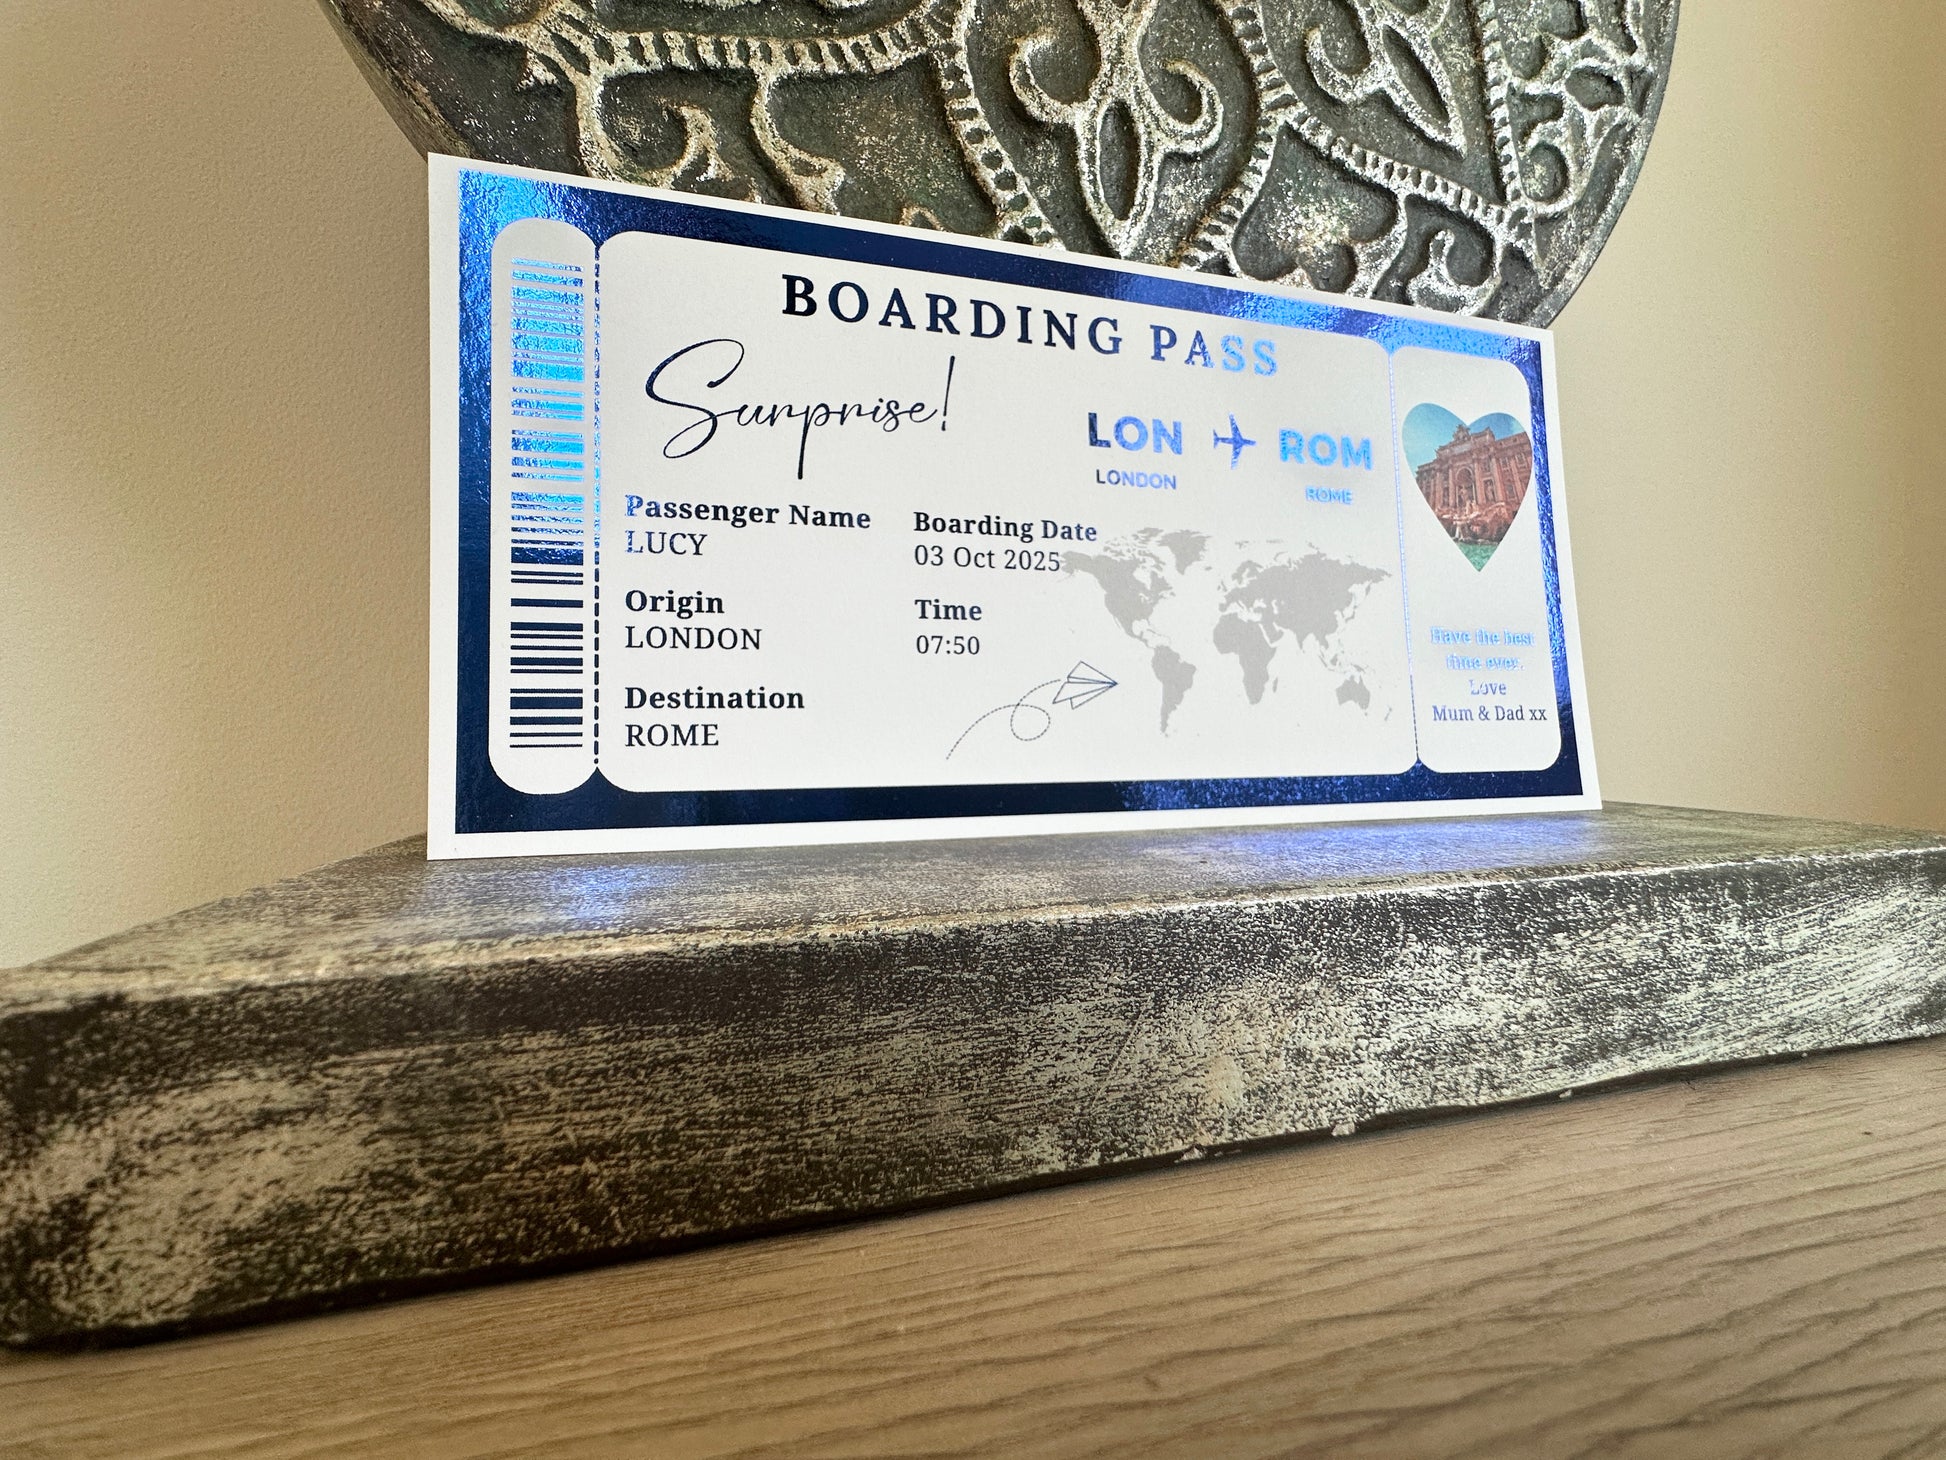 BOARDING PASS
Surprise!
LON ROM
LONDON ROME
Passenger Name
LUCY
Boarding Date
03 Oct 2025
Origin
LONDON
Time
07:50
Destination
ROME
Have the best
time ever.
Love
Mum & Dad xx